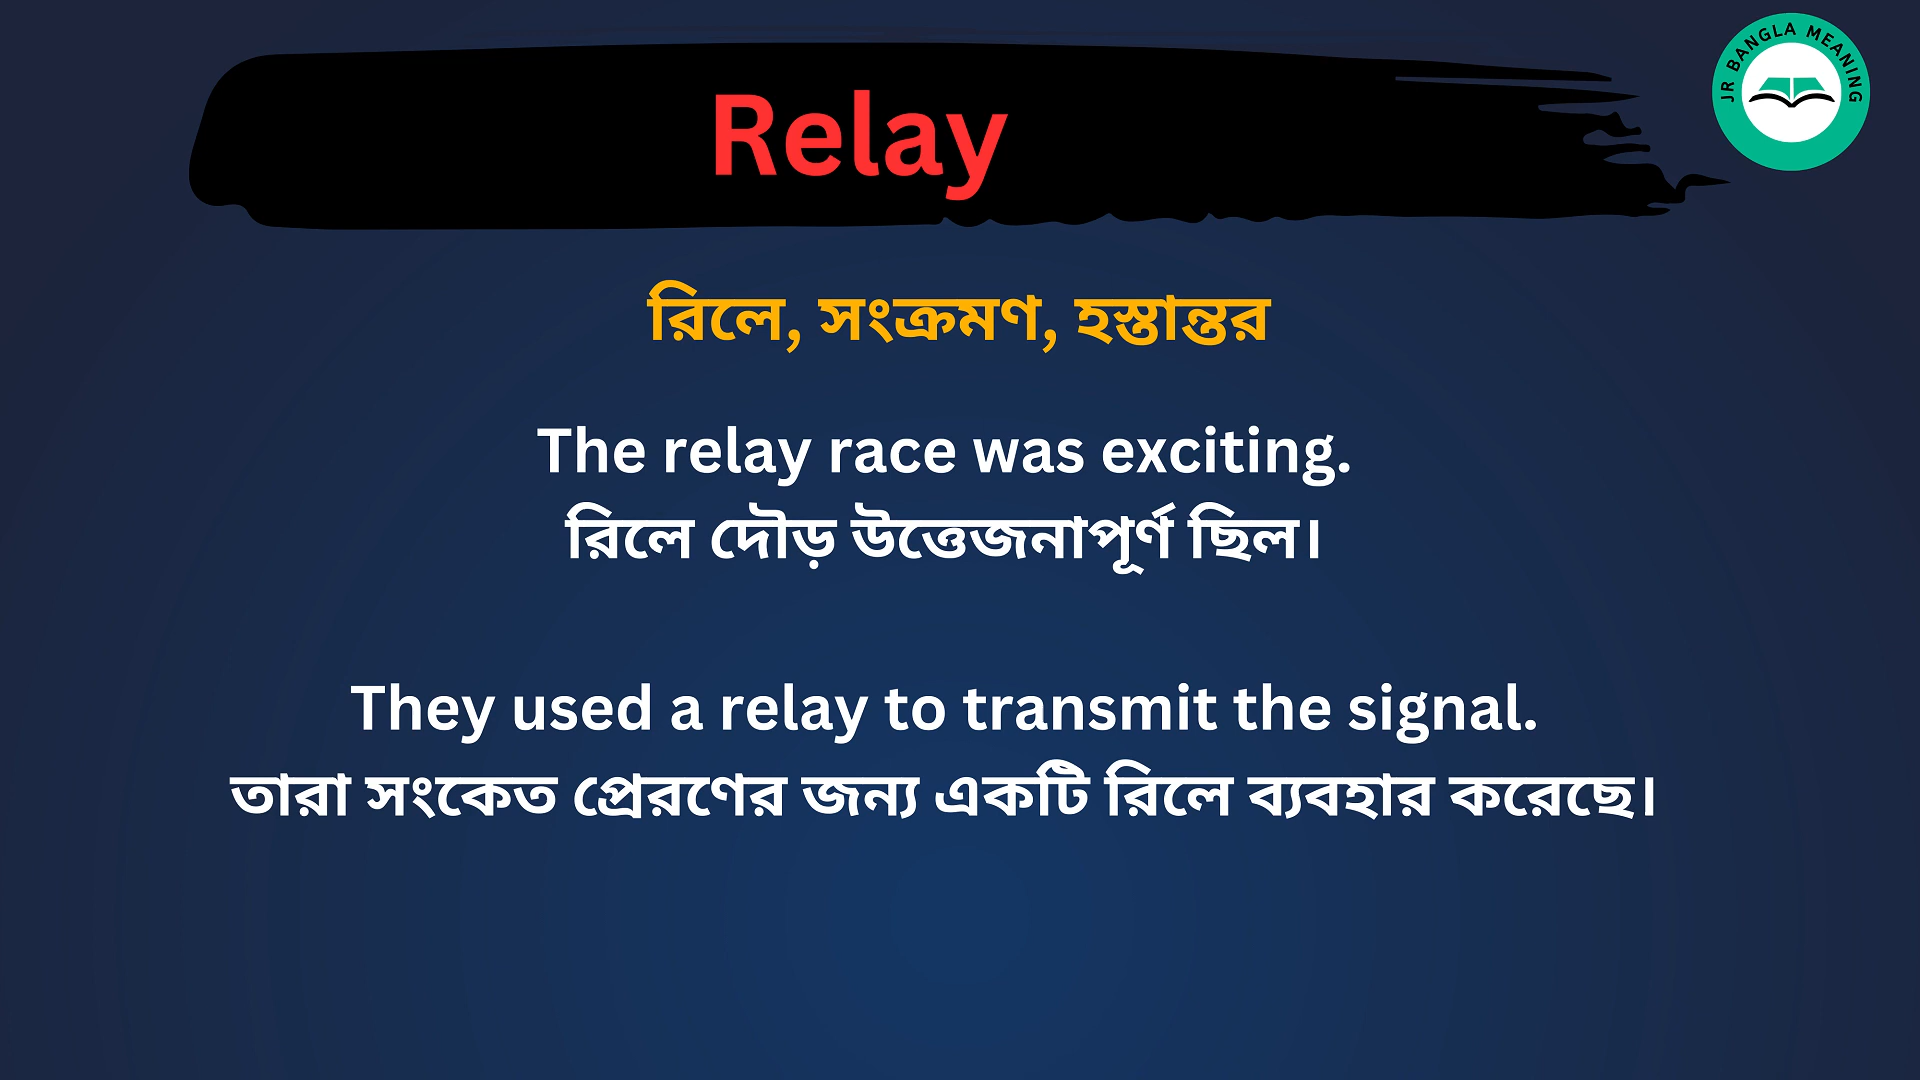 Relay
JR BANGLA MEANING
রিলে, সংক্রমণ, হস্তান্তর
The relay race was exciting.
রিলে দৌড় উত্তেজনাপূর্ণ ছিল।
They used a relay to transmit the signal.
তারা সংকেত প্রেরণের জন্য একটি রিলে ব্যবহার করেছে।